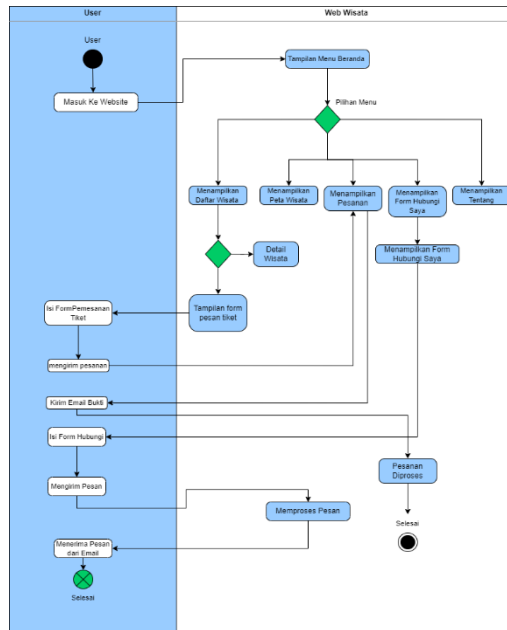 User
Web Wisata
User
Tampilan Menu Beranda
Masuk Ke Website
Pilihan Menu
Menampilkan
Daftar Wisata
Menampilkan
Peta Wisata
Menampilkan
Pesanan
Menampilkan
Form Hubungi
Saya
Menampilkan
Tentang
Detail
Wisata
Menampilkan Form
Hubungi Saya
Isi FormPemesanan
Tiket
Tampilan form
pesan tiket
mengirim pesanan
Kirim Email Bukti
Isi Form Hubungi
Pesanan
Diproses
Mengirim Pesan
Memproses Pesan
Selesai
Menerima Pesan
dari Email
Selesai